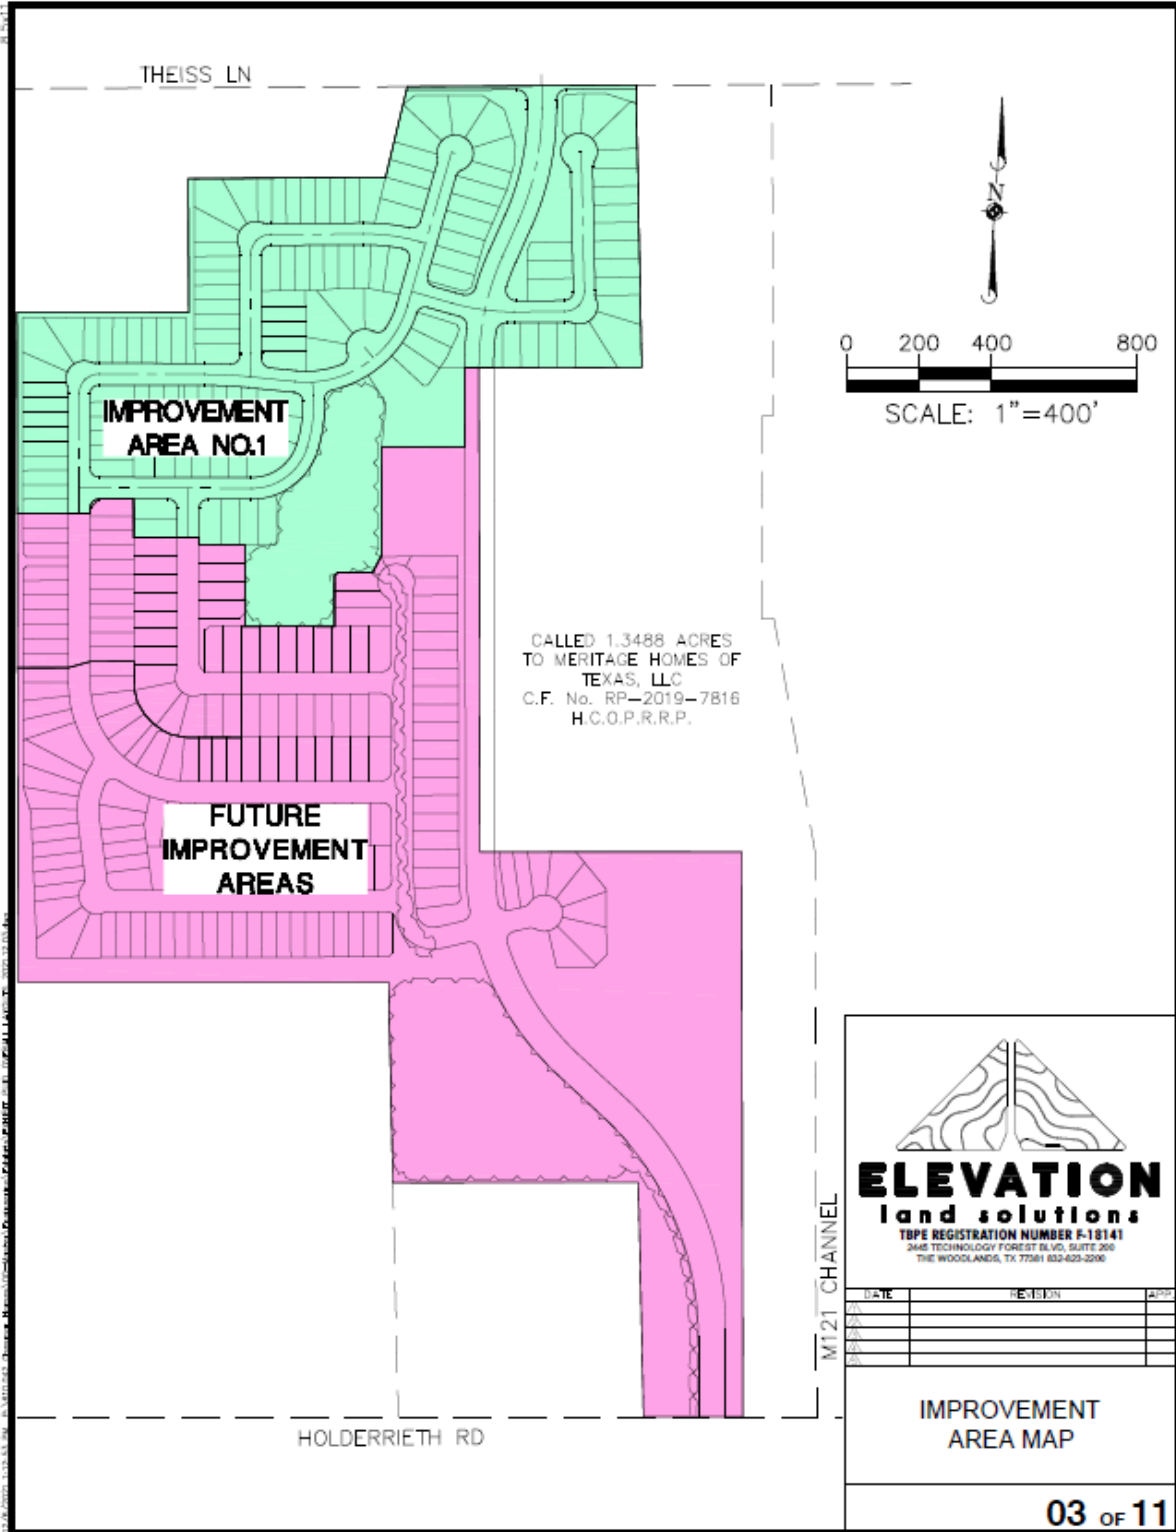 8.5x11
THEISS LN
N
0 200 400 800
SCALE: 1"=400'
IMPROVEMENT
AREA NO.1
CALLED 1.3488 ACRES
TO MERITAGE HOMES OF
TEXAS, LLC
C.F. No. RP-2019-7816
H.C.O.P.R.R.P.
FUTURE
IMPROVEMENT
AREAS
M121 CHANNEL
HOLDERRIETH RD
ELEVATION
land solutions
TBPE REGISTRATION NUMBER F-18141
2445 TECHNOLOGY FOREST BLVD, SUITE 200
THE WOODLANDS, TX 77381 832-823-2200
DATE REVISION APP.
IMPROVEMENT
AREA MAP
03 OF 11